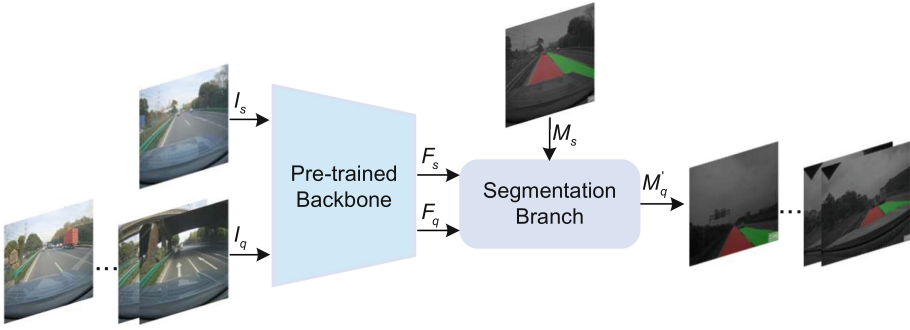 I_s
Pre-trained
Backbone
I_q
...
F_s
F_q
M_s
Segmentation
Branch
M'_q
...